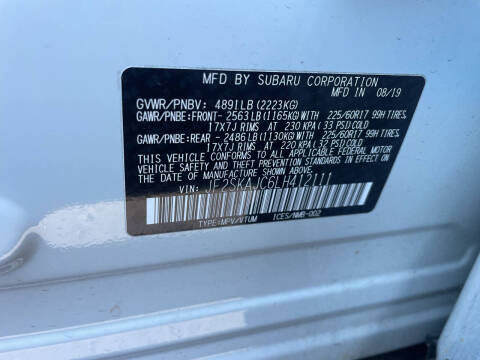 MFD BY SUBARU CORPORATION
MFD IN 08/19
GVWR/PNBV: 4891LB (2223KG)
GAWR/PNBE:FRONT- 2563LB (1165KG)WITH 225/60R17 99H TIRES,
17X7J RIMS AT 230 KPA(33 PSI)COLD
GAWR/PNBE:REAR - 2486LB (1130KG)WITH 225/60R17 99H TIRES,
17X7J RIMS AT 220 KPA(32 PSI)COLD
THIS VEHICLE CONFORMS TO ALL APPLICABLE FEDERAL MOTOR
VEHICLE SAFETY AND THEFT PREVENTION STANDARDS IN EFFECT
ON THE DATE OF MANUFACTURE SHOWN ABOVE.
VIN: JF2SKAJC6LH412111
TYPE:MPV/VTUM ICES/NMB-002